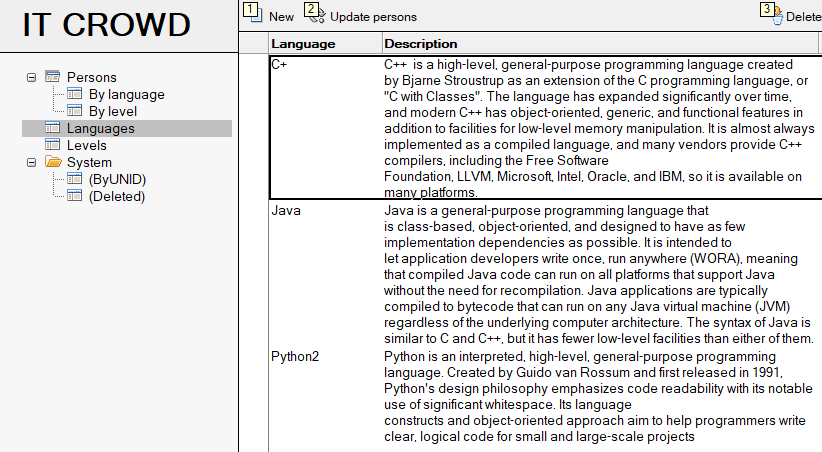 IT CROWD
Persons
By language
By level
Languages
Levels
System
(ByUNID)
(Deleted)
1 New 2 Update persons 3 Delete
Language Description
C+ C++ is a high-level, general-purpose programming language created
by Bjarne Stroustrup as an extension of the C programming language, or
"C with Classes". The language has expanded significantly over time,
and modern C++ has object-oriented, generic, and functional features in
addition to facilities for low-level memory manipulation. It is almost always
implemented as a compiled language, and many vendors provide C++
compilers, including the Free Software
Foundation, LLVM, Microsoft, Intel, Oracle, and IBM, so it is available on
many platforms.
Java Java is a general-purpose programming language that
is class-based, object-oriented, and designed to have as few
implementation dependencies as possible. It is intended to
let application developers write once, run anywhere (WORA), meaning
that compiled Java code can run on all platforms that support Java
without the need for recompilation. Java applications are typically
compiled to bytecode that can run on any Java virtual machine (JVM)
regardless of the underlying computer architecture. The syntax of Java is
similar to C and C++, but it has fewer low-level facilities than either of them.
Python2 Python is an interpreted, high-level, general-purpose programming
language. Created by Guido van Rossum and first released in 1991,
Python's design philosophy emphasizes code readability with its notable
use of significant whitespace. Its language
constructs and object-oriented approach aim to help programmers write
clear, logical code for small and large-scale projects